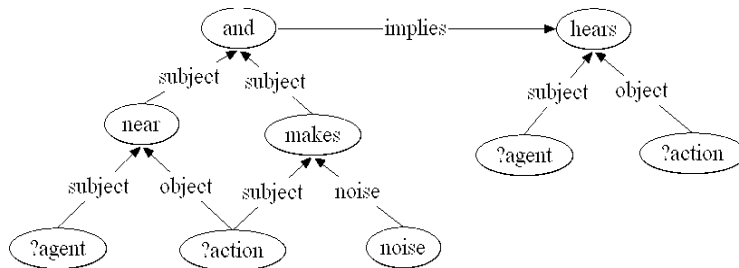 and implies hears
subject subject subject object
near makes
?agent ?action
subject object subject noise
?agent ?action noise